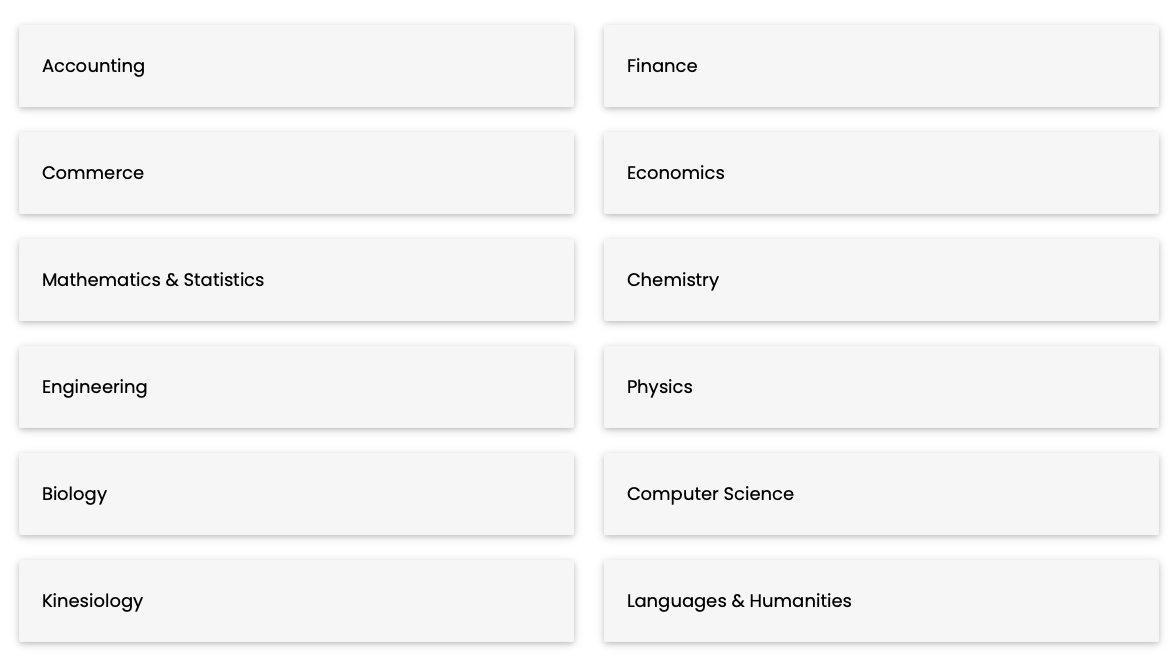 Accounting
Finance
Commerce
Economics
Mathematics & Statistics
Chemistry
Engineering
Physics
Biology
Computer Science
Kinesiology
Languages & Humanities